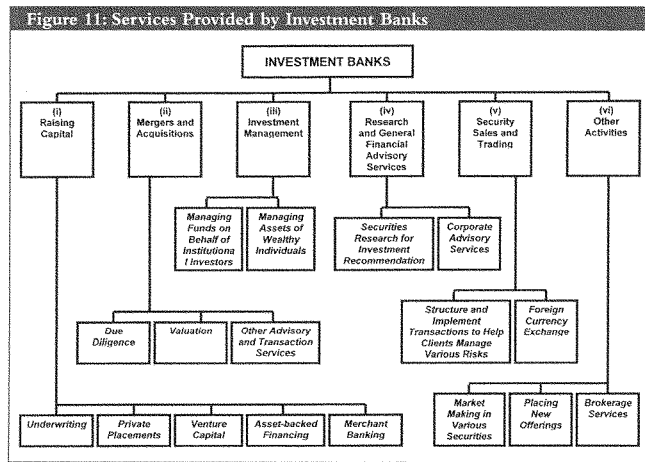 Figure 11: Services Provided by Investment Banks
INVESTMENT BANKS
(i)
Raising
Capital
(ii)
Mergers and
Acquisitions
(iii)
Investment
Management
(iv)
Research
and General
Financial
Advisory
Services
(v)
Security
Sales and
Trading
(vi)
Other
Activities
Managing
Funds on
Behalf of
Institutiona
l Investors
Managing
Assets of
Wealthy
Individuals
Securities
Research for
Investment
Recommendation
Corporate
Advisory
Services
Structure and
Implement
Transactions to Help
Clients Manage
Various Risks
Foreign
Currency
Exchange
Due
Diligence
Valuation
Other Advisory
and Transaction
Services
Underwriting
Private
Placements
Venture
Capital
Asset-backed
Financing
Merchant
Banking
Market
Making in
Various
Securities
Placing
New
Offerings
Brokerage
Services